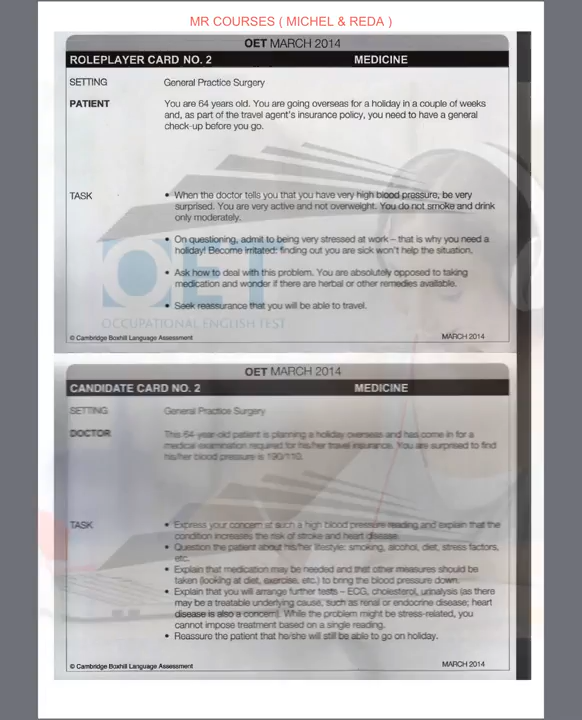 MR COURSES ( MICHEL & REDA )
OET MARCH 2014
ROLEPLAYER CARD NO. 2 MEDICINE
SETTING General Practice Surgery
PATIENT You are 64 years old. You are going overseas for a holiday in a couple of weeks
and, as part of the travel agent's insurance policy, you need to have a general
check-up before you go.
TASK • When the doctor tells you that you have very high blood pressure, be very
surprised. You are very active and not overweight. You do not smoke and drink
only moderately.
• On questioning, admit to being very stressed at work – that is why you need a
holiday! Become irritated: finding out you are sick won't help the situation.
• Ask how to deal with this problem. You are absolutely opposed to taking
medication and wonder if there are herbal or other remedies available.
• Seek reassurance that you will be able to travel.
OET
OCCUPATIONAL ENGLISH TEST
© Cambridge Boxhill Language Assessment MARCH 2014
OET MARCH 2014
CANDIDATE CARD NO. 2 MEDICINE
SETTING General Practice Surgery
DOCTOR This 64-year-old patient is planning a holiday overseas and has come in for a
medical examination required for his/her travel insurance. You are surprised to find
his/her blood pressure is 190/110.
TASK • Express your concern at such a high blood pressure reading and explain that the
condition increases the risk of stroke and heart disease.
• Question the patient about his/her lifestyle: smoking, alcohol, diet, stress factors,
etc.
• Explain that medication may be needed and that other measures should be
taken (looking at diet, exercise, etc.) to bring the blood pressure down.
• Explain that you will arrange further tests – ECG, cholesterol, urinalysis (as there
may be a treatable underlying cause, such as renal or endocrine disease; heart
disease is also a concern). While the problem might be stress-related, you
cannot impose treatment based on a single reading.
• Reassure the patient that he/she will still be able to go on holiday.
© Cambridge Boxhill Language Assessment MARCH 2014